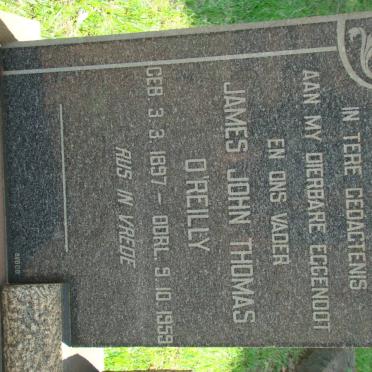 IN TERE GEDAGTENIS
AAN MY DIERBARE EGGENOOT
EN ONS VADER
JAMES JOHN THOMAS
O'REILLY
GEB. 3.3.1897 – OORL. 9.10.1959
RUS IN VREDE